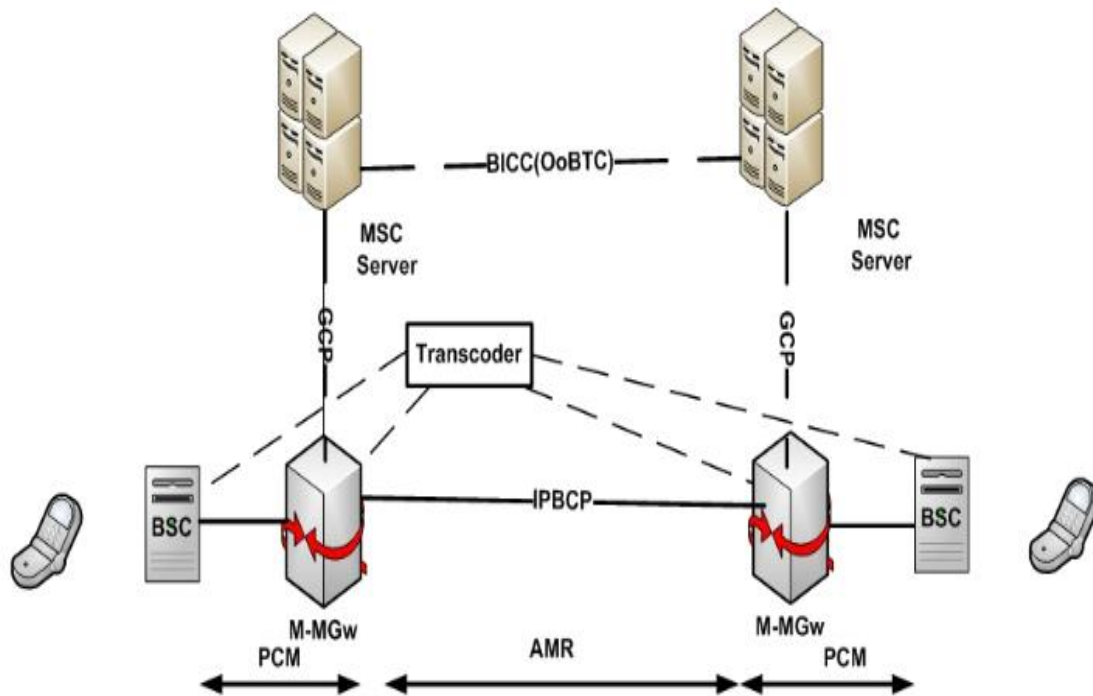 BICC(OoBTC)
MSC
Server
MSC
Server
GCP
GCP
Transcoder
BSC
IPBCP
BSC
M-MGw
M-MGw
PCM
AMR
PCM